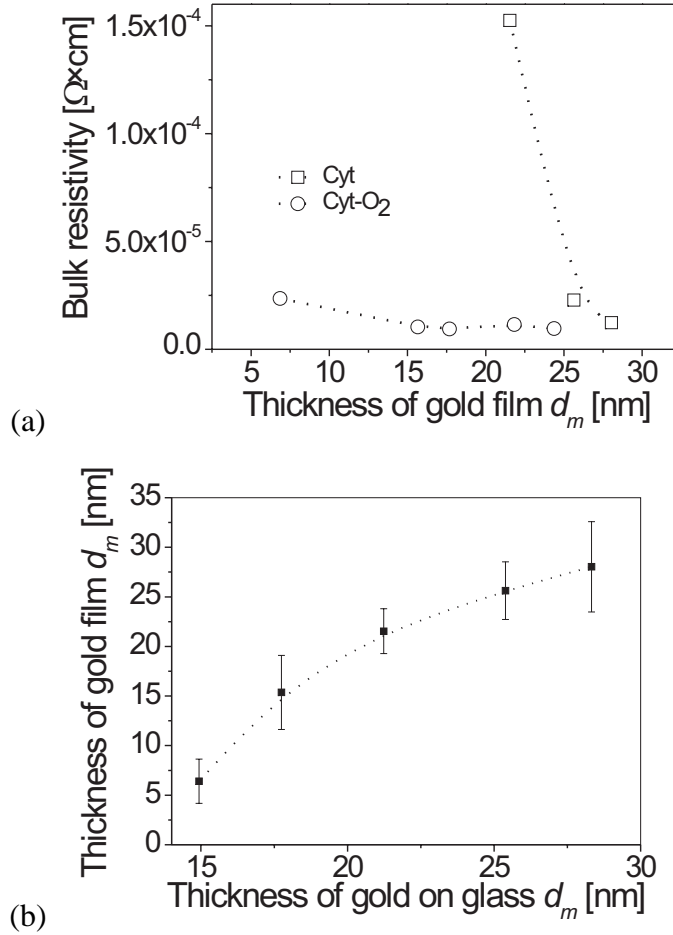 1.5x10-4
1.0x10-4
5.0x10-5
0.0
Bulk resistivity [Ω×cm]
Cyt
Cyt-O2
5 10 15 20 25 30
Thickness of gold film dm [nm]
(a)
35
30
25
20
15
10
5
0
Thickness of gold film dm [nm]
15 20 25 30
Thickness of gold on glass dm [nm]
(b)